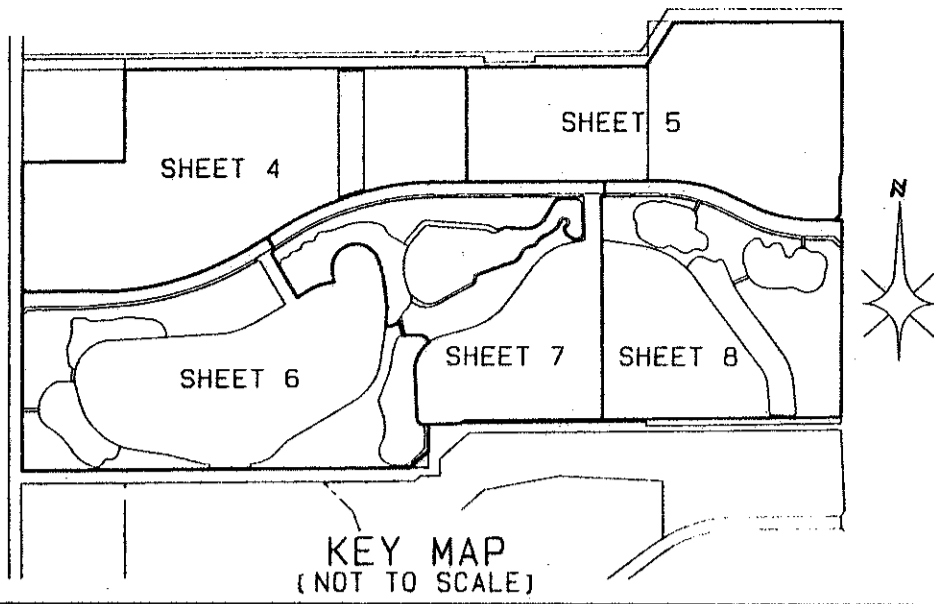 SHEET 5
SHEET 4
N
SHEET 7
SHEET 8
SHEET 6
KEY MAP
(NOT TO SCALE)